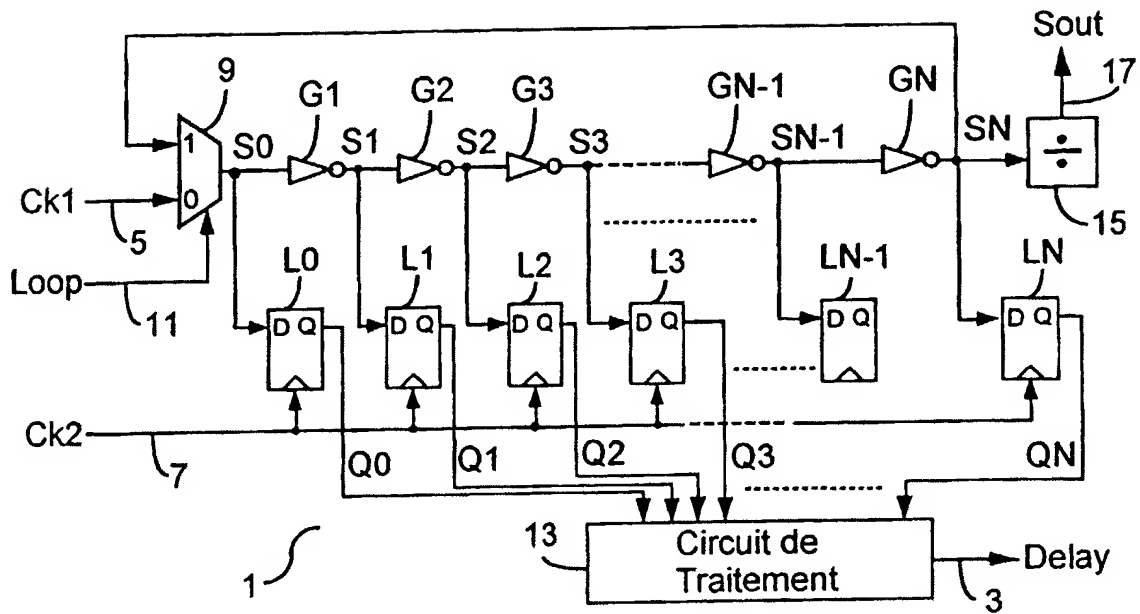 Sout
9
G1
G2
G3
GN-1
GN
17
1
S0
S1
S2
S3
SN-1
SN
÷
Ck1
0
5
15
Loop
11
L0
L1
L2
L3
LN-1
LN
D Q
D Q
D Q
D Q
D Q
D Q
Ck2
7
Q0
Q1
Q2
Q3
QN
1
13
Circuit de
Traitement
3
Delay